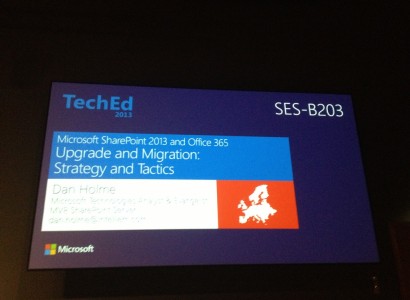 TechEd
2013
SES-B203
Microsoft SharePoint 2013 and Office 365
Upgrade and Migration:
Strategy and Tactics
Dan Holme
Microsoft Technologies Analyst & Evangelist
MVP, SharePoint Server
Microsoft